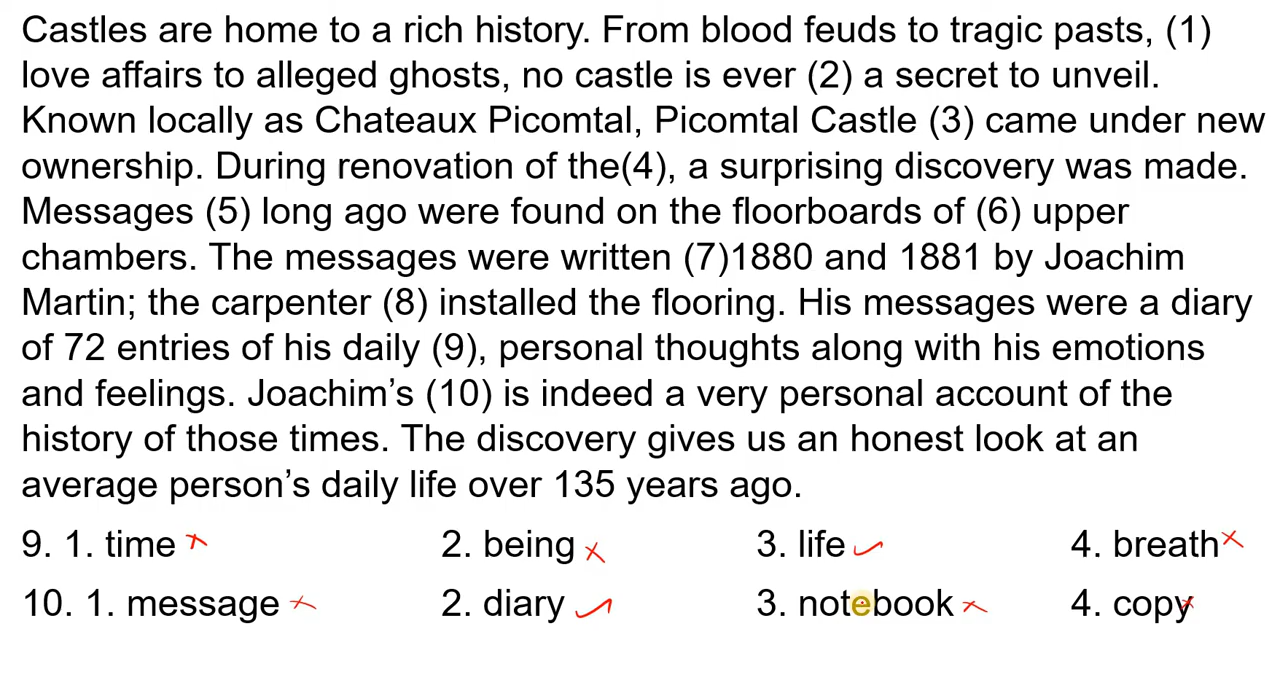 Castles are home to a rich history. From blood feuds to tragic pasts, (1)
love affairs to alleged ghosts, no castle is ever (2) a secret to unveil.
Known locally as Chateaux Picomtal, Picomtal Castle (3) came under new
ownership. During renovation of the(4), a surprising discovery was made.
Messages (5) long ago were found on the floorboards of (6) upper
chambers. The messages were written (7)1880 and 1881 by Joachim
Martin; the carpenter (8) installed the flooring. His messages were a diary
of 72 entries of his daily (9), personal thoughts along with his emotions
and feelings. Joachim’s (10) is indeed a very personal account of the
history of those times. The discovery gives us an honest look at an
average person’s daily life over 135 years ago.
9. 1. time 2. being 3. life 4. breath
10. 1. message 2. diary 3. notebook 4. copy